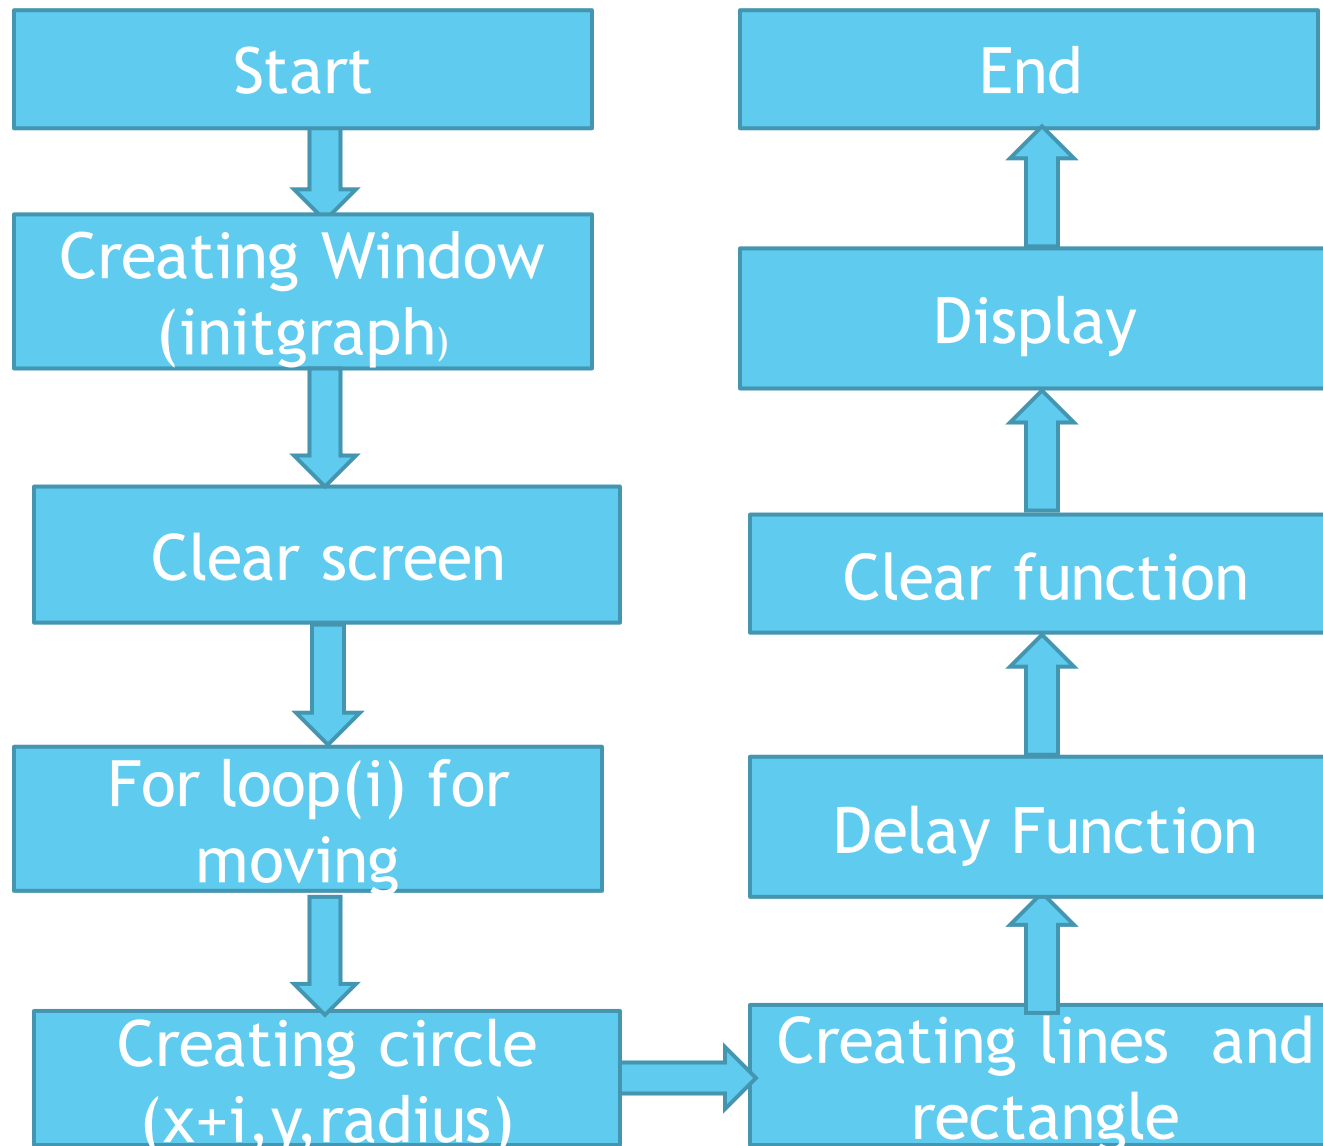 Start
Creating Window
(initgraph)
Clear screen
For loop(i) for
moving
Creating circle
(x+i,y,radius)
Creating lines and
rectangle
Delay Function
Clear function
Display
End